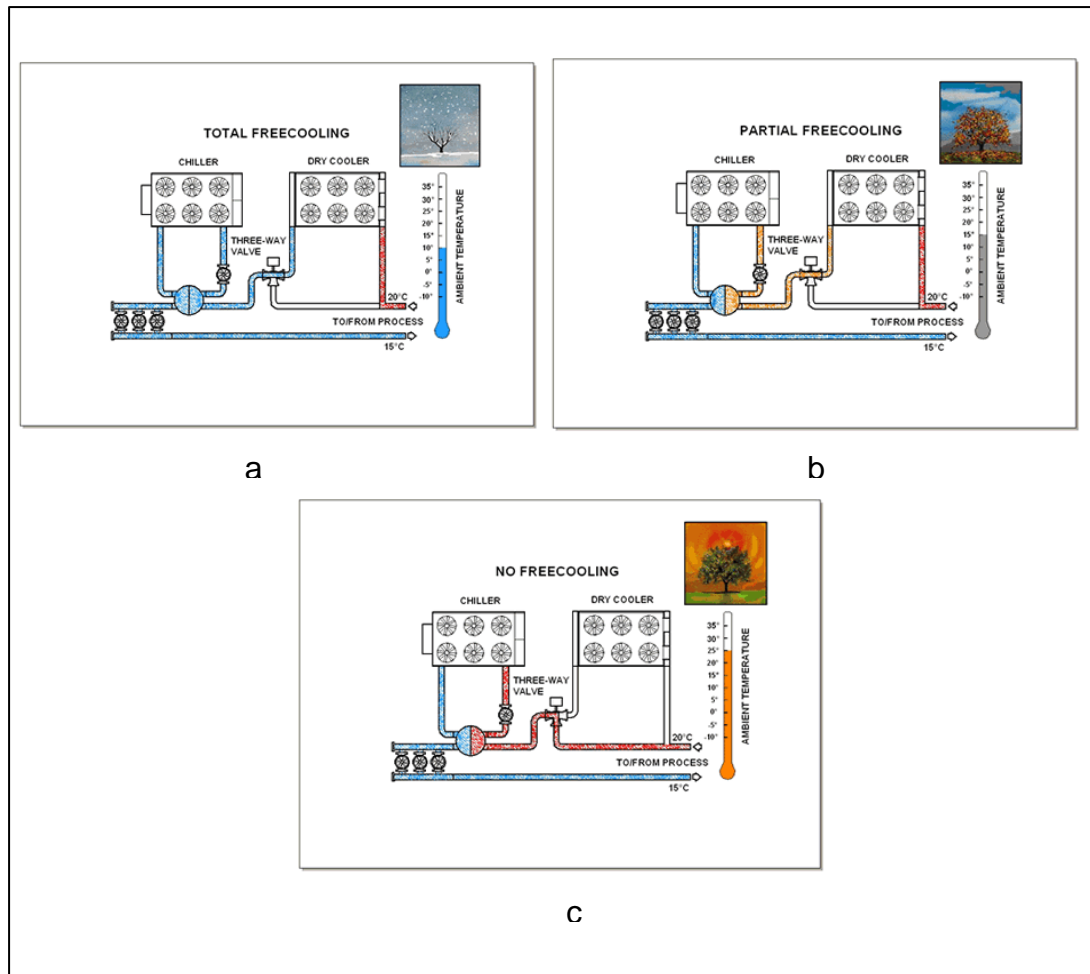 TOTAL FREECOOLING
CHILLER
DRY COOLER
THREE-WAY
VALVE
35°
30°
25°
20°
15°
10°
5°
0°
-5°
-10°
AMBIENT TEMPERATURE
20°C
TO/FROM PROCESS
15°C
a
PARTIAL FREECOOLING
CHILLER
DRY COOLER
THREE-WAY
VALVE
35°
30°
25°
20°
15°
10°
5°
0°
-5°
-10°
AMBIENT TEMPERATURE
20°C
TO/FROM PROCESS
15°C
b
NO FREECOOLING
CHILLER
DRY COOLER
THREE-WAY
VALVE
35°
30°
25°
20°
15°
10°
5°
0°
-5°
-10°
AMBIENT TEMPERATURE
20°C
TO/FROM PROCESS
15°C
c